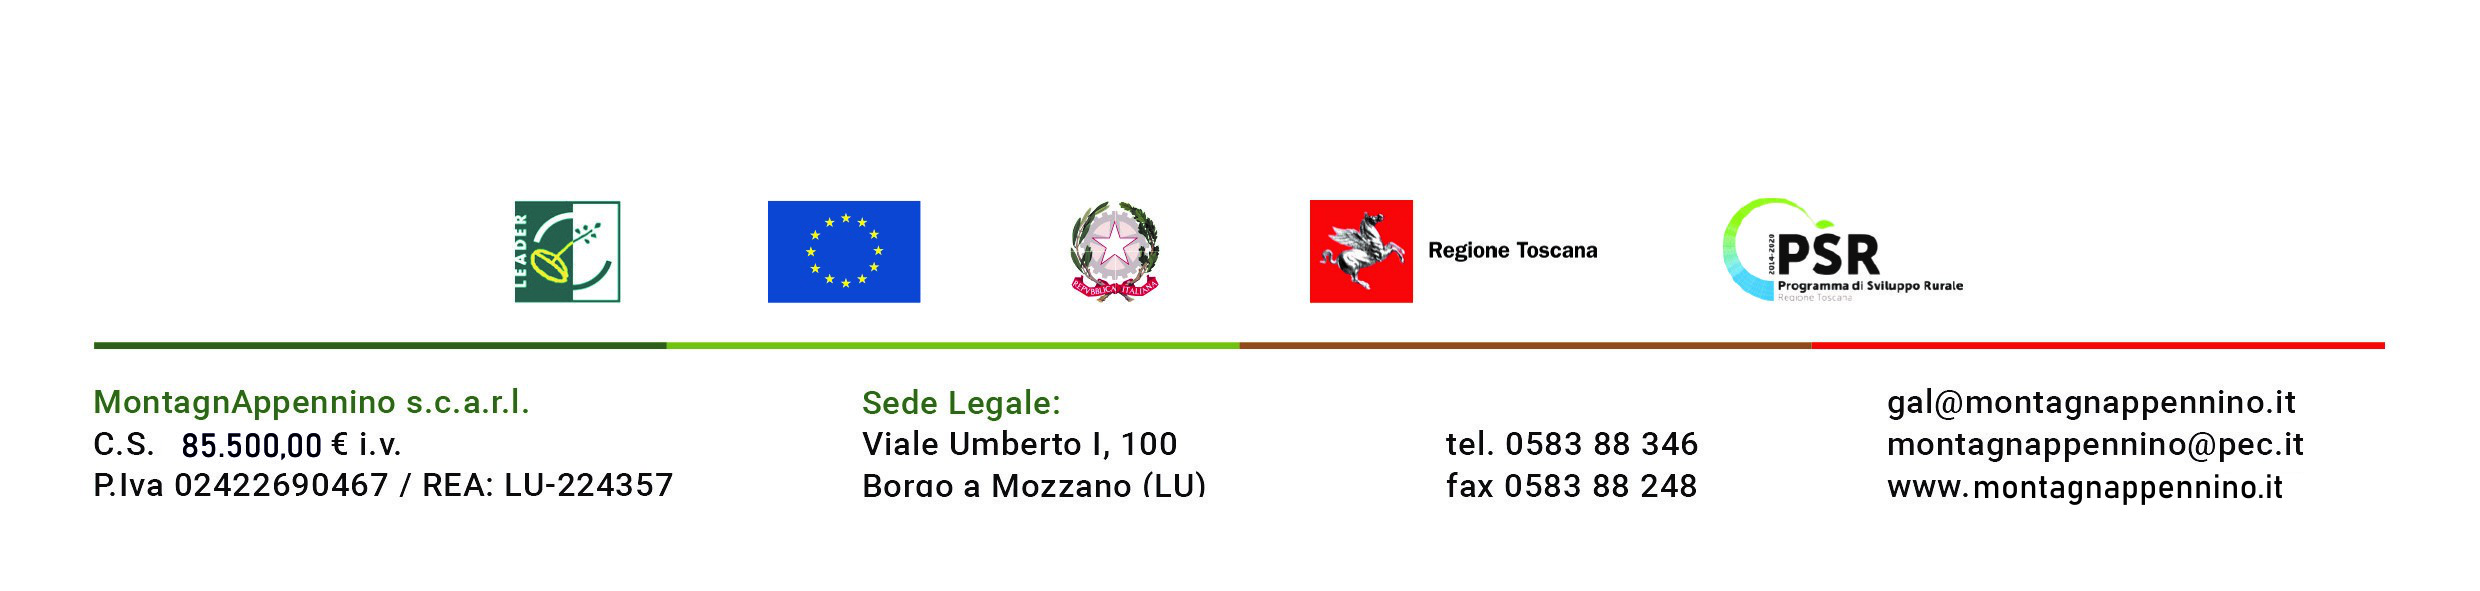 LEADER
REPVBBLICA ITALIANA
Regione Toscana
2014-2020
PSR
Programma di Sviluppo Rurale
Regione Toscana
MontagnAppennino s.c.a.r.l.
C.S. 85.500,00 € i.v.
P.Iva 02422690467 / REA: LU-224357
Sede Legale:
Viale Umberto I, 100
Borgo a Mozzano (LU)
tel. 0583 88 346
fax 0583 88 248
gal@montagnappennino.it
montagnappennino@pec.it
www.montagnappennino.it